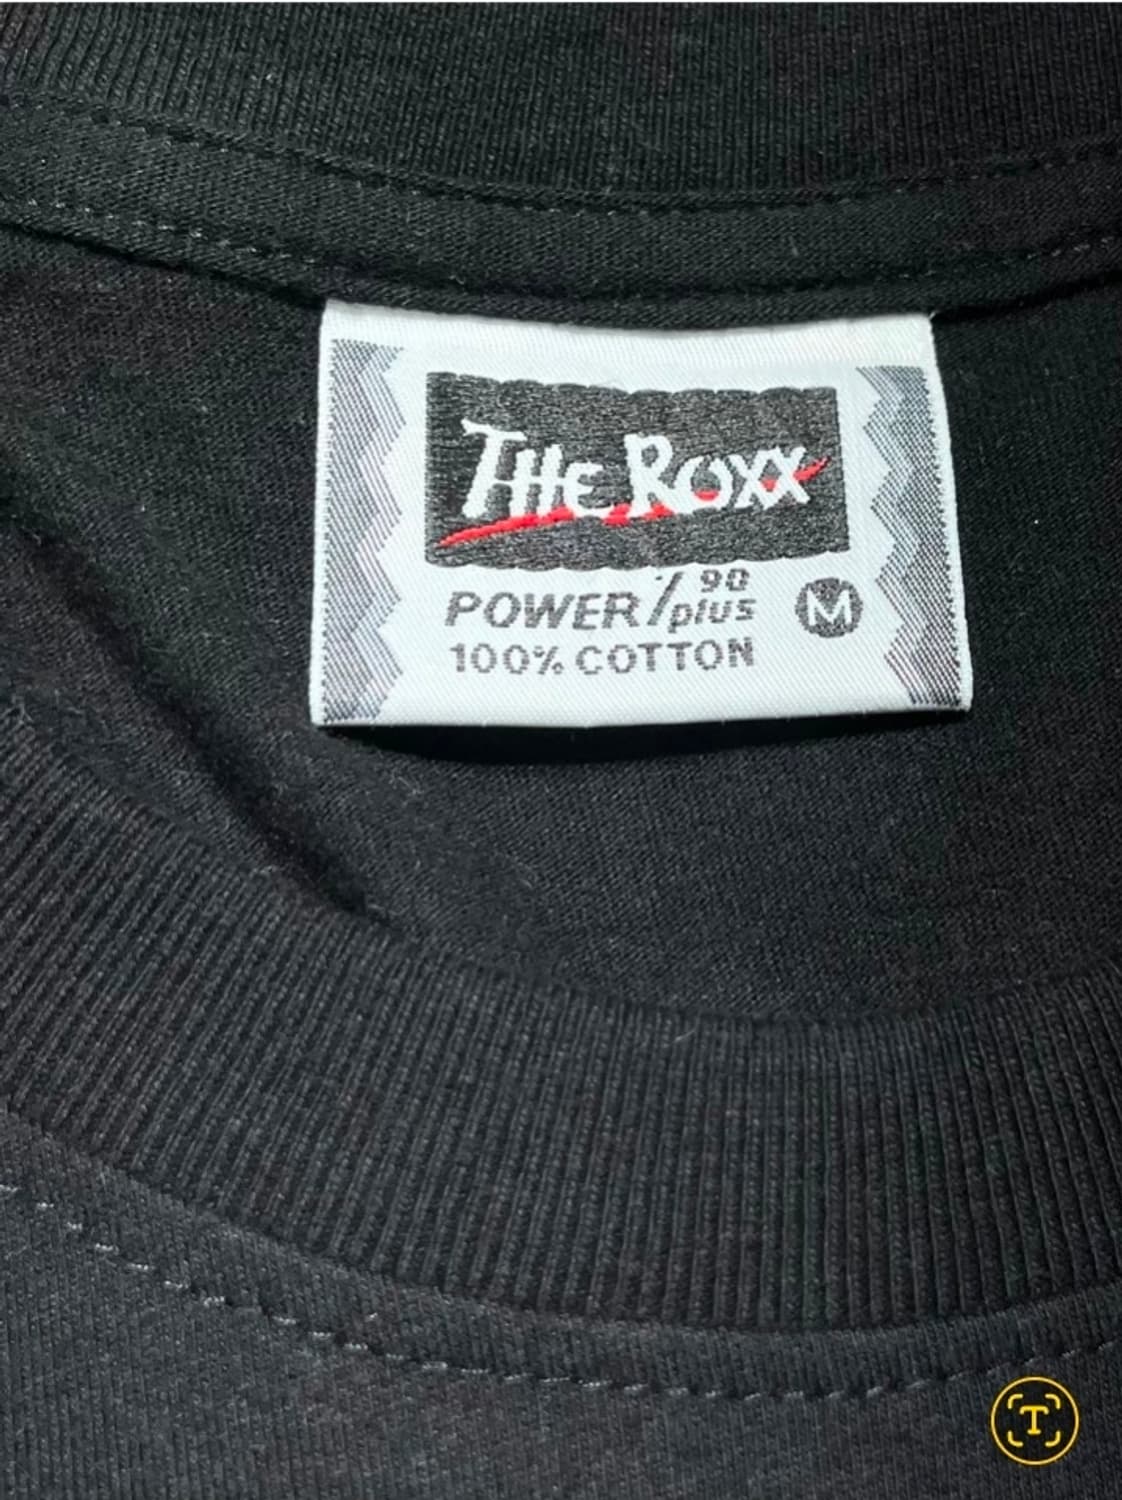 THE ROXX
POWER/90 plus
100% COTTON
M
T